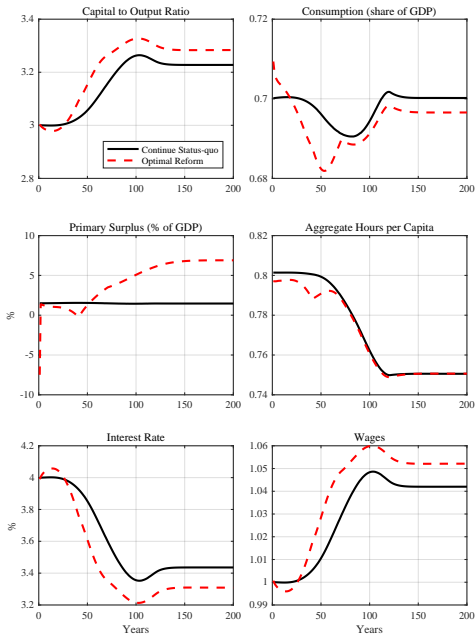 Capital to Output Ratio
3.4
3.2
3
2.8
0 50 100 150 200
Continue Status-quo
Optimal Reform
Consumption (share of GDP)
0.72
0.7
0.68
0 50 100 150 200
Primary Surplus (% of GDP)
%
10
5
0
-5
-10
0 50 100 150 200
Aggregate Hours per Capita
0.82
0.8
0.78
0.76
0.74
0 50 100 150 200
Interest Rate
%
4.2
4
3.8
3.6
3.4
3.2
0 50 100 150 200
Years
Wages
1.06
1.05
1.04
1.03
1.02
1.01
1.00
0.99
0 50 100 150 200
Years